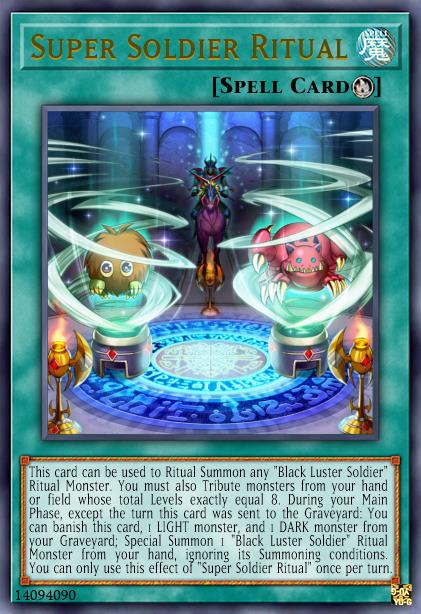 Super Soldier Ritual
SPELL
魔
[Spell Card]
This card can be used to Ritual Summon any "Black Luster Soldier"
Ritual Monster. You must also Tribute monsters from your hand
or field whose total Levels exactly equal 8. During your Main
Phase, except the turn this card was sent to the Graveyard: You
can banish this card, 1 LIGHT monster, and 1 DARK monster from
your Graveyard; Special Summon 1 "Black Luster Soldier" Ritual
Monster from your hand, ignoring its Summoning conditions.
You can only use this effect of "Super Soldier Ritual" once per turn.
14094090